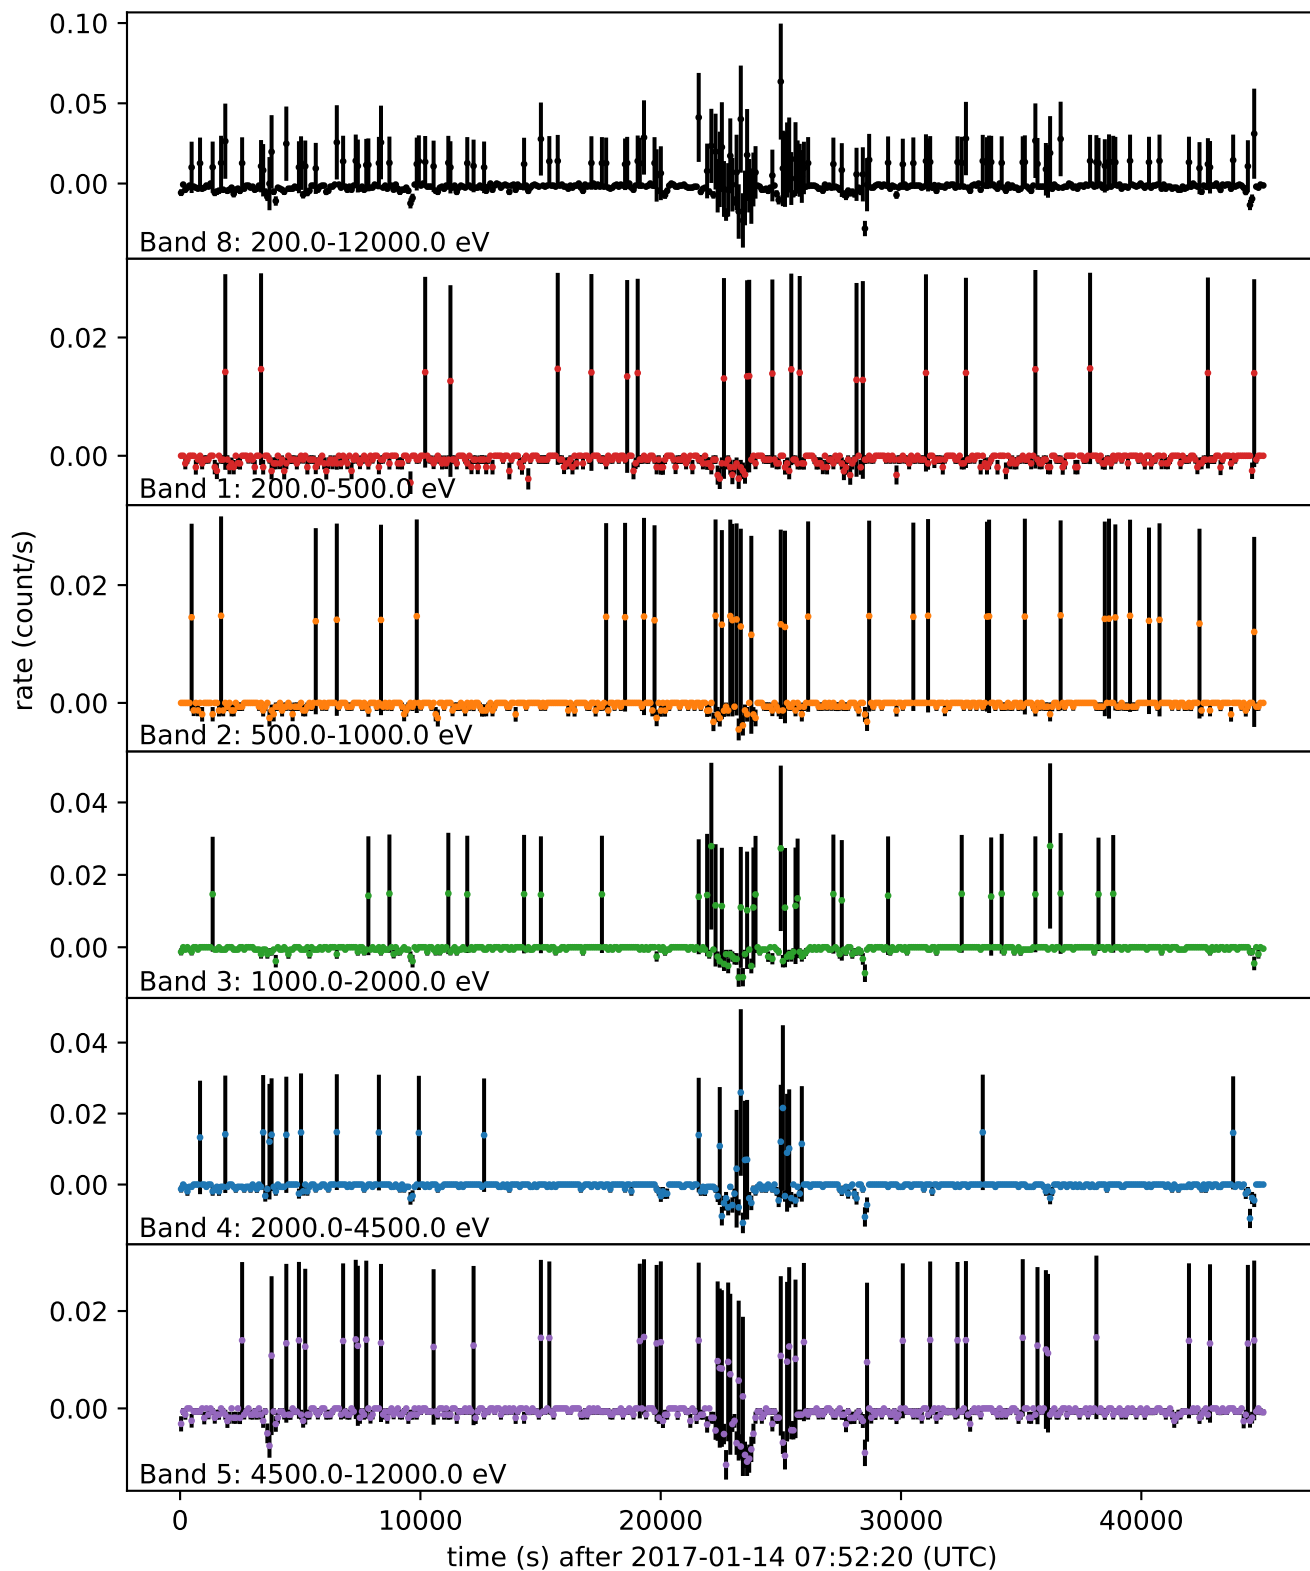 0.10
0.05
0.00
Band 8: 200.0-12000.0 eV
0.02
0.00
Band 1: 200.0-500.0 eV
rate (count/s)
0.02
0.00
Band 2: 500.0-1000.0 eV
0.04
0.02
0.00
Band 3: 1000.0-2000.0 eV
0.04
0.02
0.00
Band 4: 2000.0-4500.0 eV
0.02
0.00
Band 5: 4500.0-12000.0 eV
0 10000 20000 30000 40000
time (s) after 2017-01-14 07:52:20 (UTC)